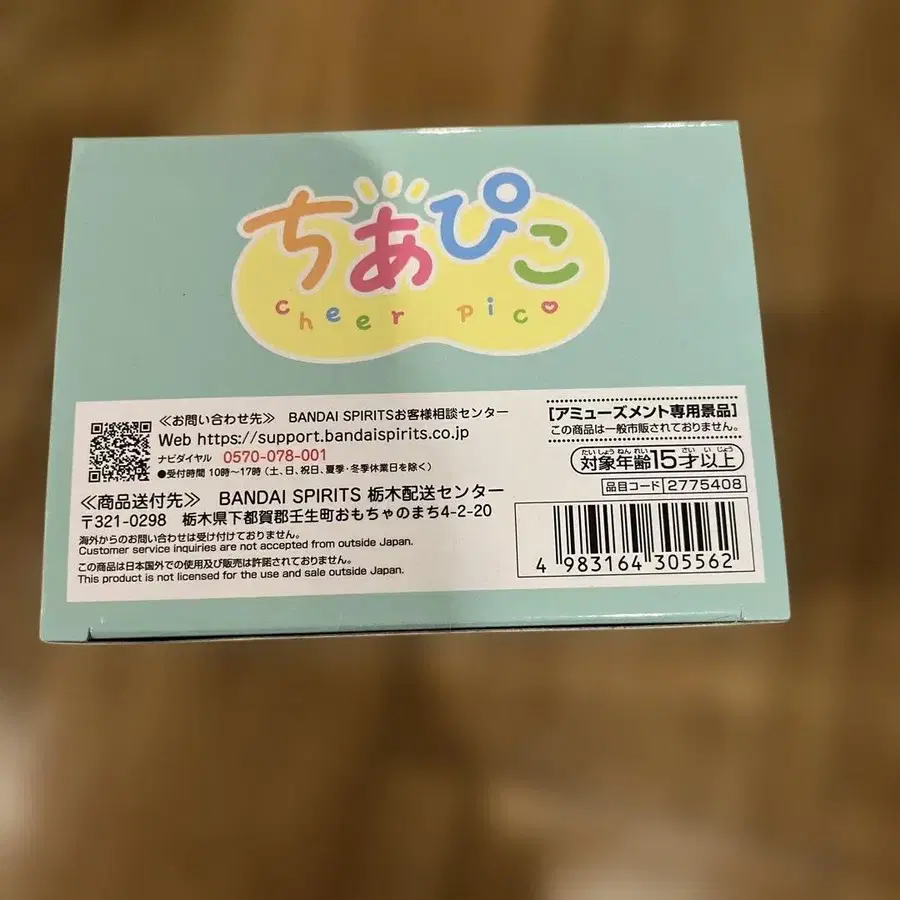 ちあぴこ
cheer pico
≪お問い合わせ先≫ BANDAI SPIRITSお客様相談センター
Web https://support.bandaispirits.co.jp
ナビダイヤル 0570-078-001
●受付時間 10時～17時 (土、日、祝日、夏季・冬季休業日を除く)
≪商品送付先≫ BANDAI SPIRITS 栃木配送センター
〒321-0298 栃木県下都賀郡壬生町おもちゃのまち4-2-20
海外からのお問い合わせは受け付けておりません。
Customer service inquiries are not accepted from outside Japan.
この商品は日本国外での使用及び販売は許諾されておりません。
This product is not licensed for the use and sale outside Japan.
[アミューズメント専用景品]
この商品は一般市販されておりません。
たいしょうねんれい さいいじょう
対象年齢15才以上
品目コード 2775408
4 983164 305562